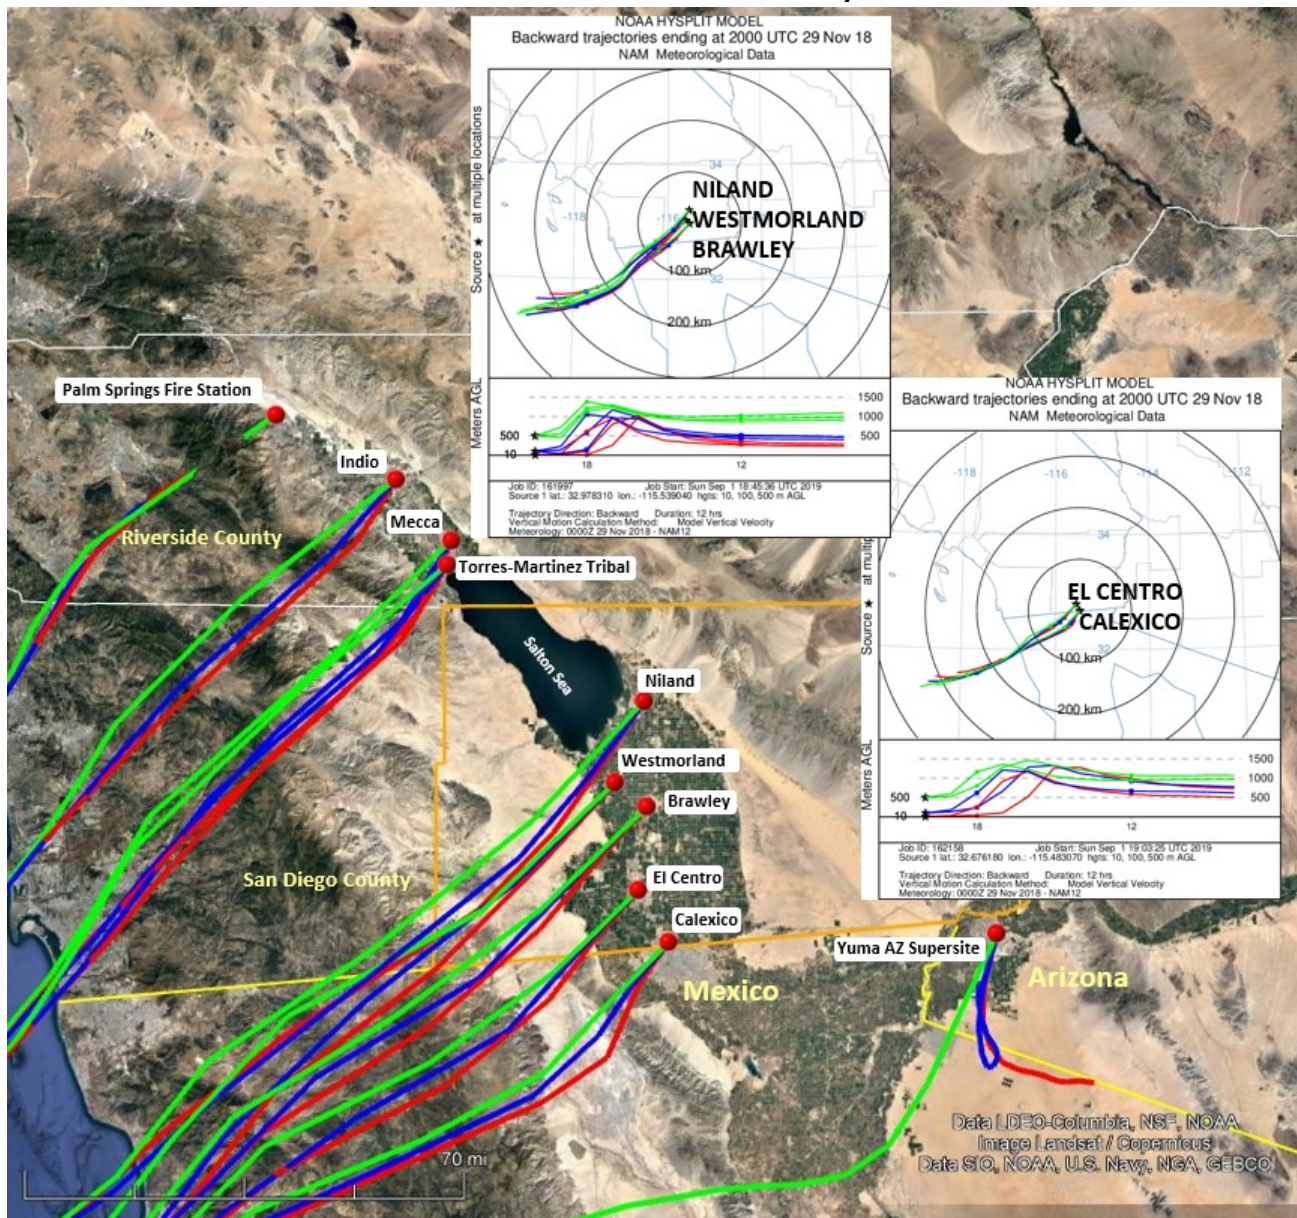 NOAA HYSPLIT MODEL
Backward trajectories ending at 2000 UTC 29 Nov 18
NAM Meteorological Data
Source ★ at multiple locations
34
-118
-116
32
NILAND
WESTMORLAND
BRAWLEY
100 km
200 km
Meters AGL
1500
1000
500
500
10
18
12
Job ID: 161997 Job Start: Sun Sep 1 18:45:36 UTC 2019
Source 1 lat.: 32.978310 lon.: -115.539040 hgts: 10, 100, 500 m AGL
Trajectory Direction: Backward Duration: 12 hrs
Vertical Motion Calculation Method: Model Vertical Velocity
Meteorology: 0000Z 29 Nov 2018 - NAM12
NOAA HYSPLIT MODEL
Backward trajectories ending at 2000 UTC 29 Nov 18
NAM Meteorological Data
Source ★ at multip
-118
-116
-114
-112
34
32
EL CENTRO
CALEXICO
100 km
200 km
Meters AGL
1500
1000
500
500
10
18
12
Job ID: 162158 Job Start: Sun Sep 1 19:03:25 UTC 2019
Source 1 lat.: 32.676180 lon.: -115.483070 hgts: 10, 100, 500 m AGL
Trajectory Direction: Backward Duration: 12 hrs
Vertical Motion Calculation Method: Model Vertical Velocity
Meteorology: 0000Z 29 Nov 2018 - NAM12
Palm Springs Fire Station
Indio
Mecca
Riverside County
Torres-Martinez Tribal
Salton Sea
Niland
Westmorland
Brawley
San Diego County
El Centro
Calexico
Yuma AZ Supersite
Mexico
Arizona
70 mi
Data LDEO-Columbia, NSF, NOAA
Image Landsat / Copernicus
Data SIO, NOAA, U.S. Navy, NGA, GEBCO